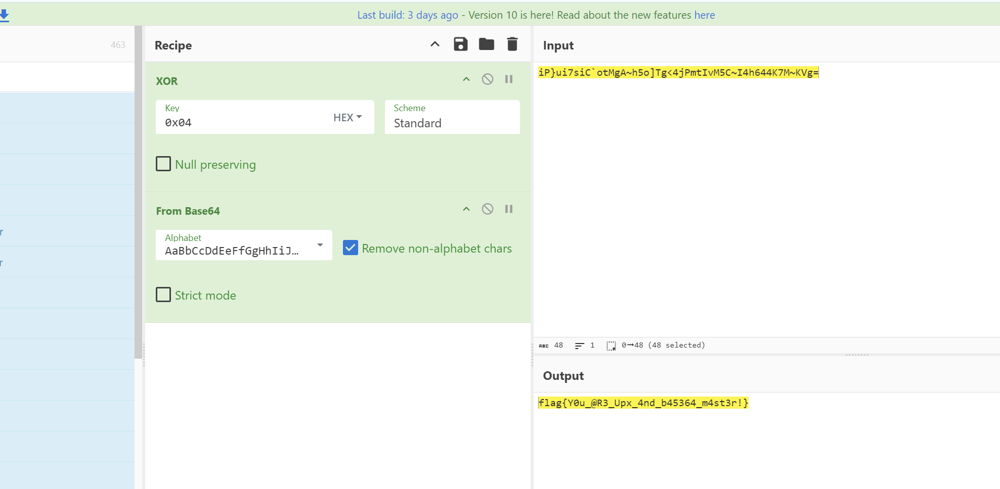 Last build: 3 days ago - Version 10 is here! Read about the new features here
463
r
r
Recipe
XOR
Key
0x04
HEX
Scheme
Standard
Null preserving
From Base64
Alphabet
AaBbCcDdEeFfGgHhIiJ…
Remove non-alphabet chars
Strict mode
Input
iP}ui7siC`otMgA~h5o]Tg<4jPmtIvM5C~I4h644K7M~KVg=
ABC 48 1 0→48 (48 selected)
Output
flag{Y0u_@R3_Upx_4nd_b45364_m4st3r!}